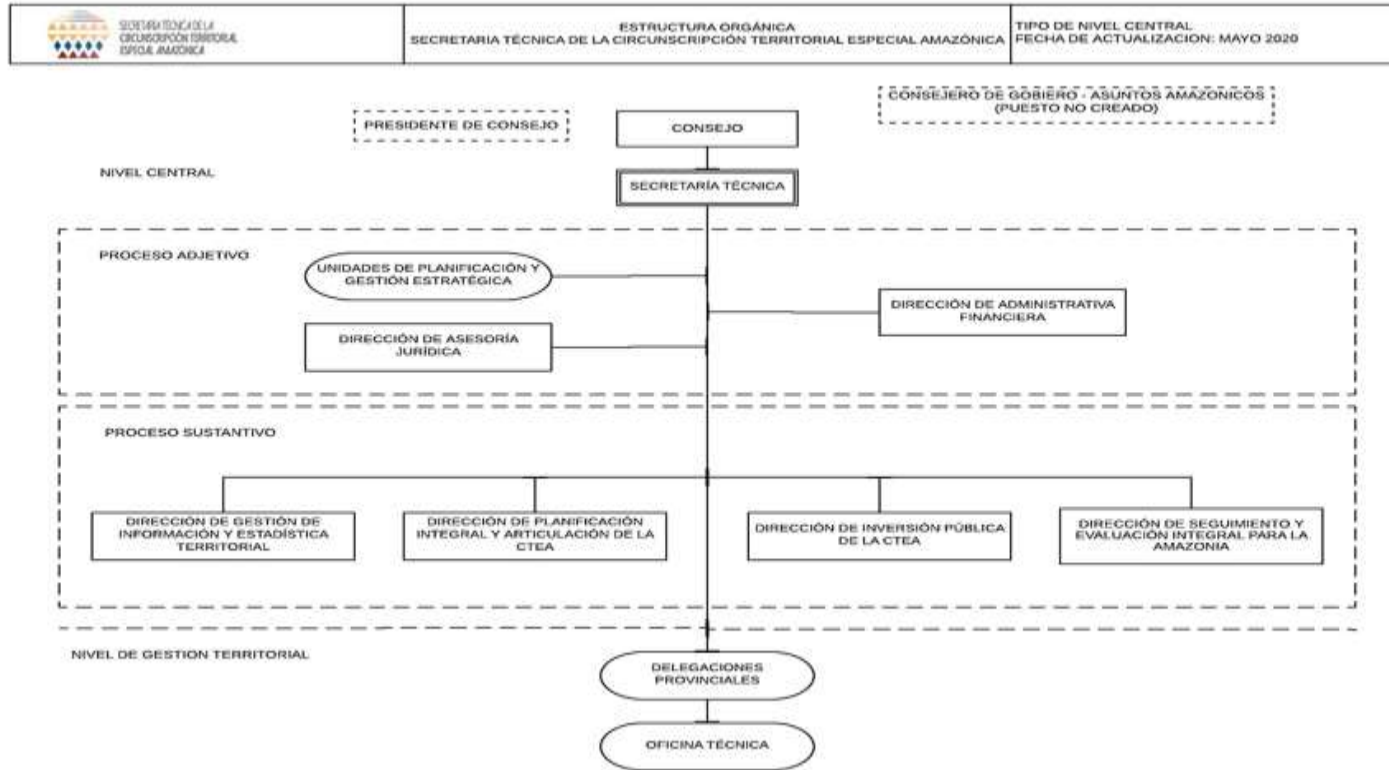 SECRETARÍA TÉCNICA DE LA
CIRCUNSCRIPCIÓN TERRITORIAL
ESPECIAL AMAZÓNICA
ESTRUCTURA ORGÁNICA
SECRETARIA TÉCNICA DE LA CIRCUNSCRIPCIÓN TERRITORIAL ESPECIAL AMAZÓNICA
TIPO DE NIVEL CENTRAL
FECHA DE ACTUALIZACION: MAYO 2020
CONSEJERO DE GOBIERO - ASUNTOS AMAZONICOS
(PUESTO NO CREADO)
PRESIDENTE DE CONSEJO
CONSEJO
NIVEL CENTRAL
SECRETARÍA TÉCNICA
PROCESO ADJETIVO
UNIDADES DE PLANIFICACIÓN Y
GESTIÓN ESTRATÉGICA
DIRECCIÓN DE ADMINISTRATIVA
FINANCIERA
DIRECCIÓN DE ASESORÍA
JURÍDICA
PROCESO SUSTANTIVO
DIRECCIÓN DE GESTIÓN DE
INFORMACIÓN Y ESTADÍSTICA
TERRITORIAL
DIRECCIÓN DE PLANIFICACIÓN
INTEGRAL Y ARTICULACIÓN DE LA
CTEA
DIRECCIÓN DE INVERSIÓN PÚBLICA
DE LA CTEA
DIRECCIÓN DE SEGUIMIENTO Y
EVALUACIÓN INTEGRAL PARA LA
AMAZONIA
NIVEL DE GESTION TERRITORIAL
DELEGACIONES
PROVINCIALES
OFICINA TÉCNICA